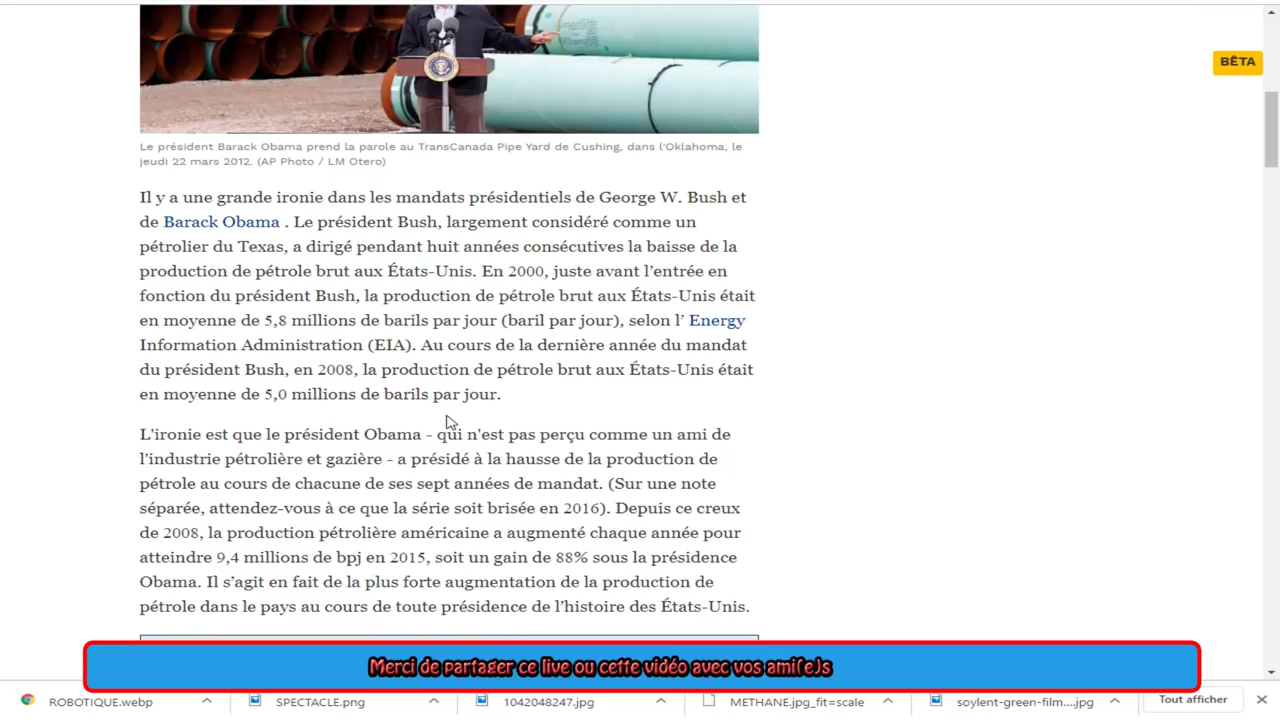 BÊTA
Le président Barack Obama prend la parole au TransCanada Pipe Yard de Cushing, dans l'Oklahoma, le
jeudi 22 mars 2012. (AP Photo / LM Otero)
Il y a une grande ironie dans les mandats présidentiels de George W. Bush et
de Barack Obama . Le président Bush, largement considéré comme un
pétrolier du Texas, a dirigé pendant huit années consécutives la baisse de la
production de pétrole brut aux États-Unis. En 2000, juste avant l'entrée en
fonction du président Bush, la production de pétrole brut aux États-Unis était
en moyenne de 5,8 millions de barils par jour (baril par jour), selon l' Energy
Information Administration (EIA). Au cours de la dernière année du mandat
du président Bush, en 2008, la production de pétrole brut aux États-Unis était
en moyenne de 5,0 millions de barils par jour.
L'ironie est que le président Obama - qui n'est pas perçu comme un ami de
l'industrie pétrolière et gazière - a présidé à la hausse de la production de
pétrole au cours de chacune de ses sept années de mandat. (Sur une note
séparée, attendez-vous à ce que la série soit brisée en 2016). Depuis ce creux
de 2008, la production pétrolière américaine a augmenté chaque année pour
atteindre 9,4 millions de bpj en 2015, soit un gain de 88% sous la présidence
Obama. Il s'agit en fait de la plus forte augmentation de la production de
pétrole dans le pays au cours de toute présidence de l'histoire des États-Unis.
Merci de partager ce live ou cette vidéo avec vos ami(e)s
ROBOTIQUE.webp
SPECTACLE.png
1042048247.jpg
METHANE.jpg_fit=scale
soylent-green-film....jpg
Tout afficher